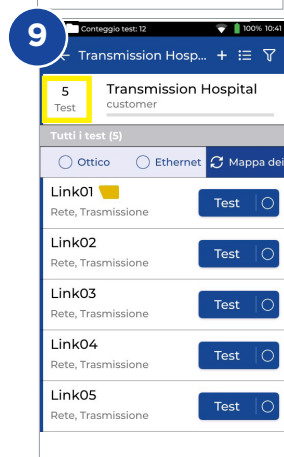 9
Conteggio test: 12 100% 10:41
← Transmission Hosp...
5 Test
Transmission Hospital
customer
Tutti i test (5)
Ottico Ethernet Mappa dei
Link01
Rete, Trasmissione
Test
Link02
Rete, Trasmissione
Test
Link03
Rete, Trasmissione
Test
Link04
Rete, Trasmissione
Test
Link05
Rete, Trasmissione
Test